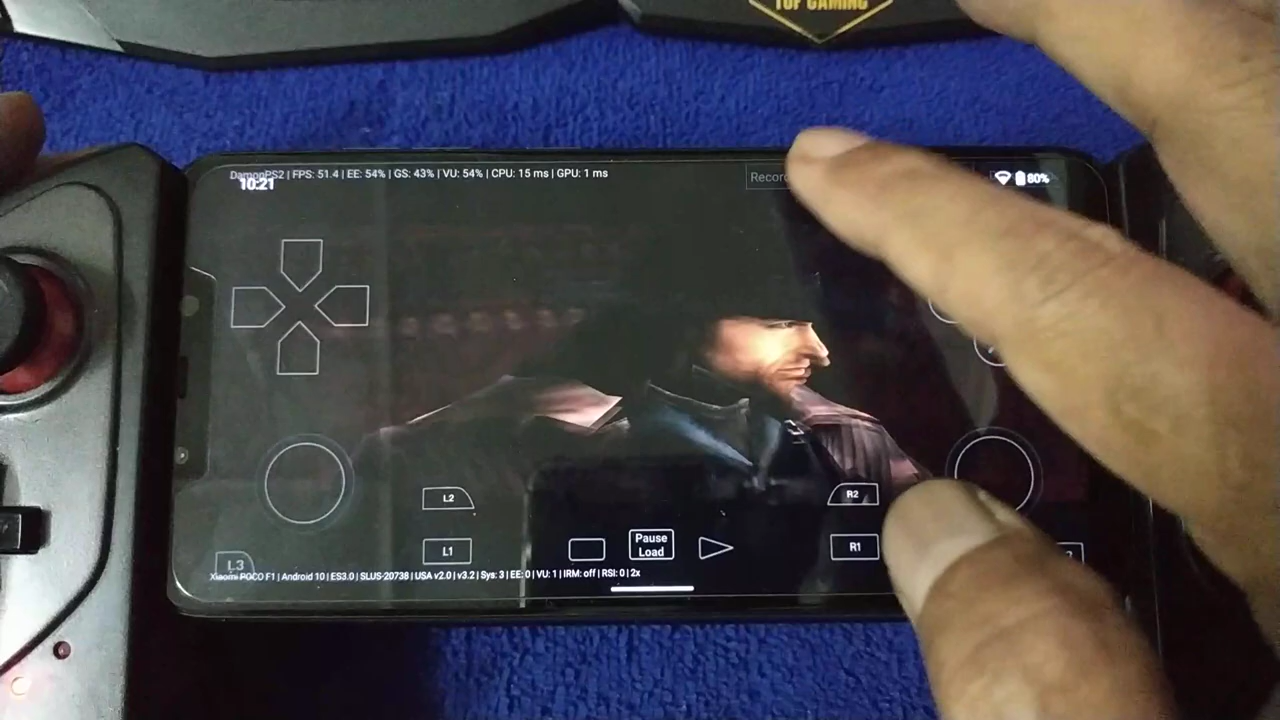 TUF GAMING
DamonPS2 | FPS: 51.4 | EE: 54% | GS: 43% | VU: 54% | CPU: 15 ms | GPU: 1 ms
10:21
80%
L2
R2
L1
Pause
Load
R1
L3
Xiaomi POCO F1 | Android 10 | ES3.0 | SLUS-20738 | USA v2.0 | v3.2 | Sys: 3 | EE: 0 | VU: 1 | IRM: off | RSI: 0 | 2x